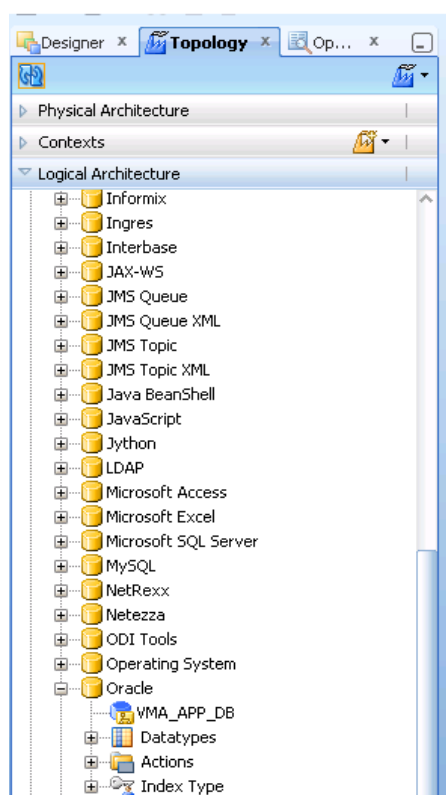 Designer x Topology x Op... x
Physical Architecture
Contexts
Logical Architecture
Informix
Ingres
Interbase
JAX-WS
JMS Queue
JMS Queue XML
JMS Topic
JMS Topic XML
Java BeanShell
JavaScript
Jython
LDAP
Microsoft Access
Microsoft Excel
Microsoft SQL Server
MySQL
NetRexx
Netezza
ODI Tools
Operating System
Oracle
VMA_APP_DB
Datatypes
Actions
Index Type